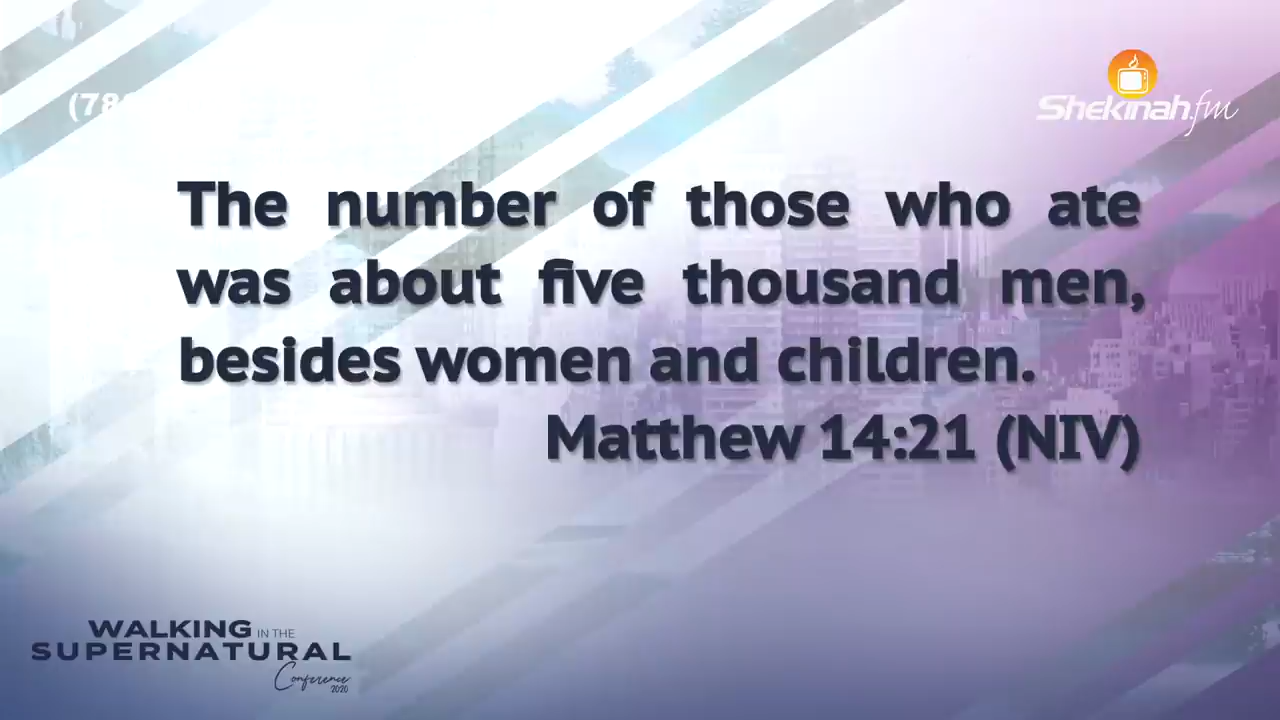 Shekinah.fm
The number of those who ate
was about five thousand men,
besides women and children.
Matthew 14:21 (NIV)
WALKING IN THE
SUPERNATURAL
Conference
2020